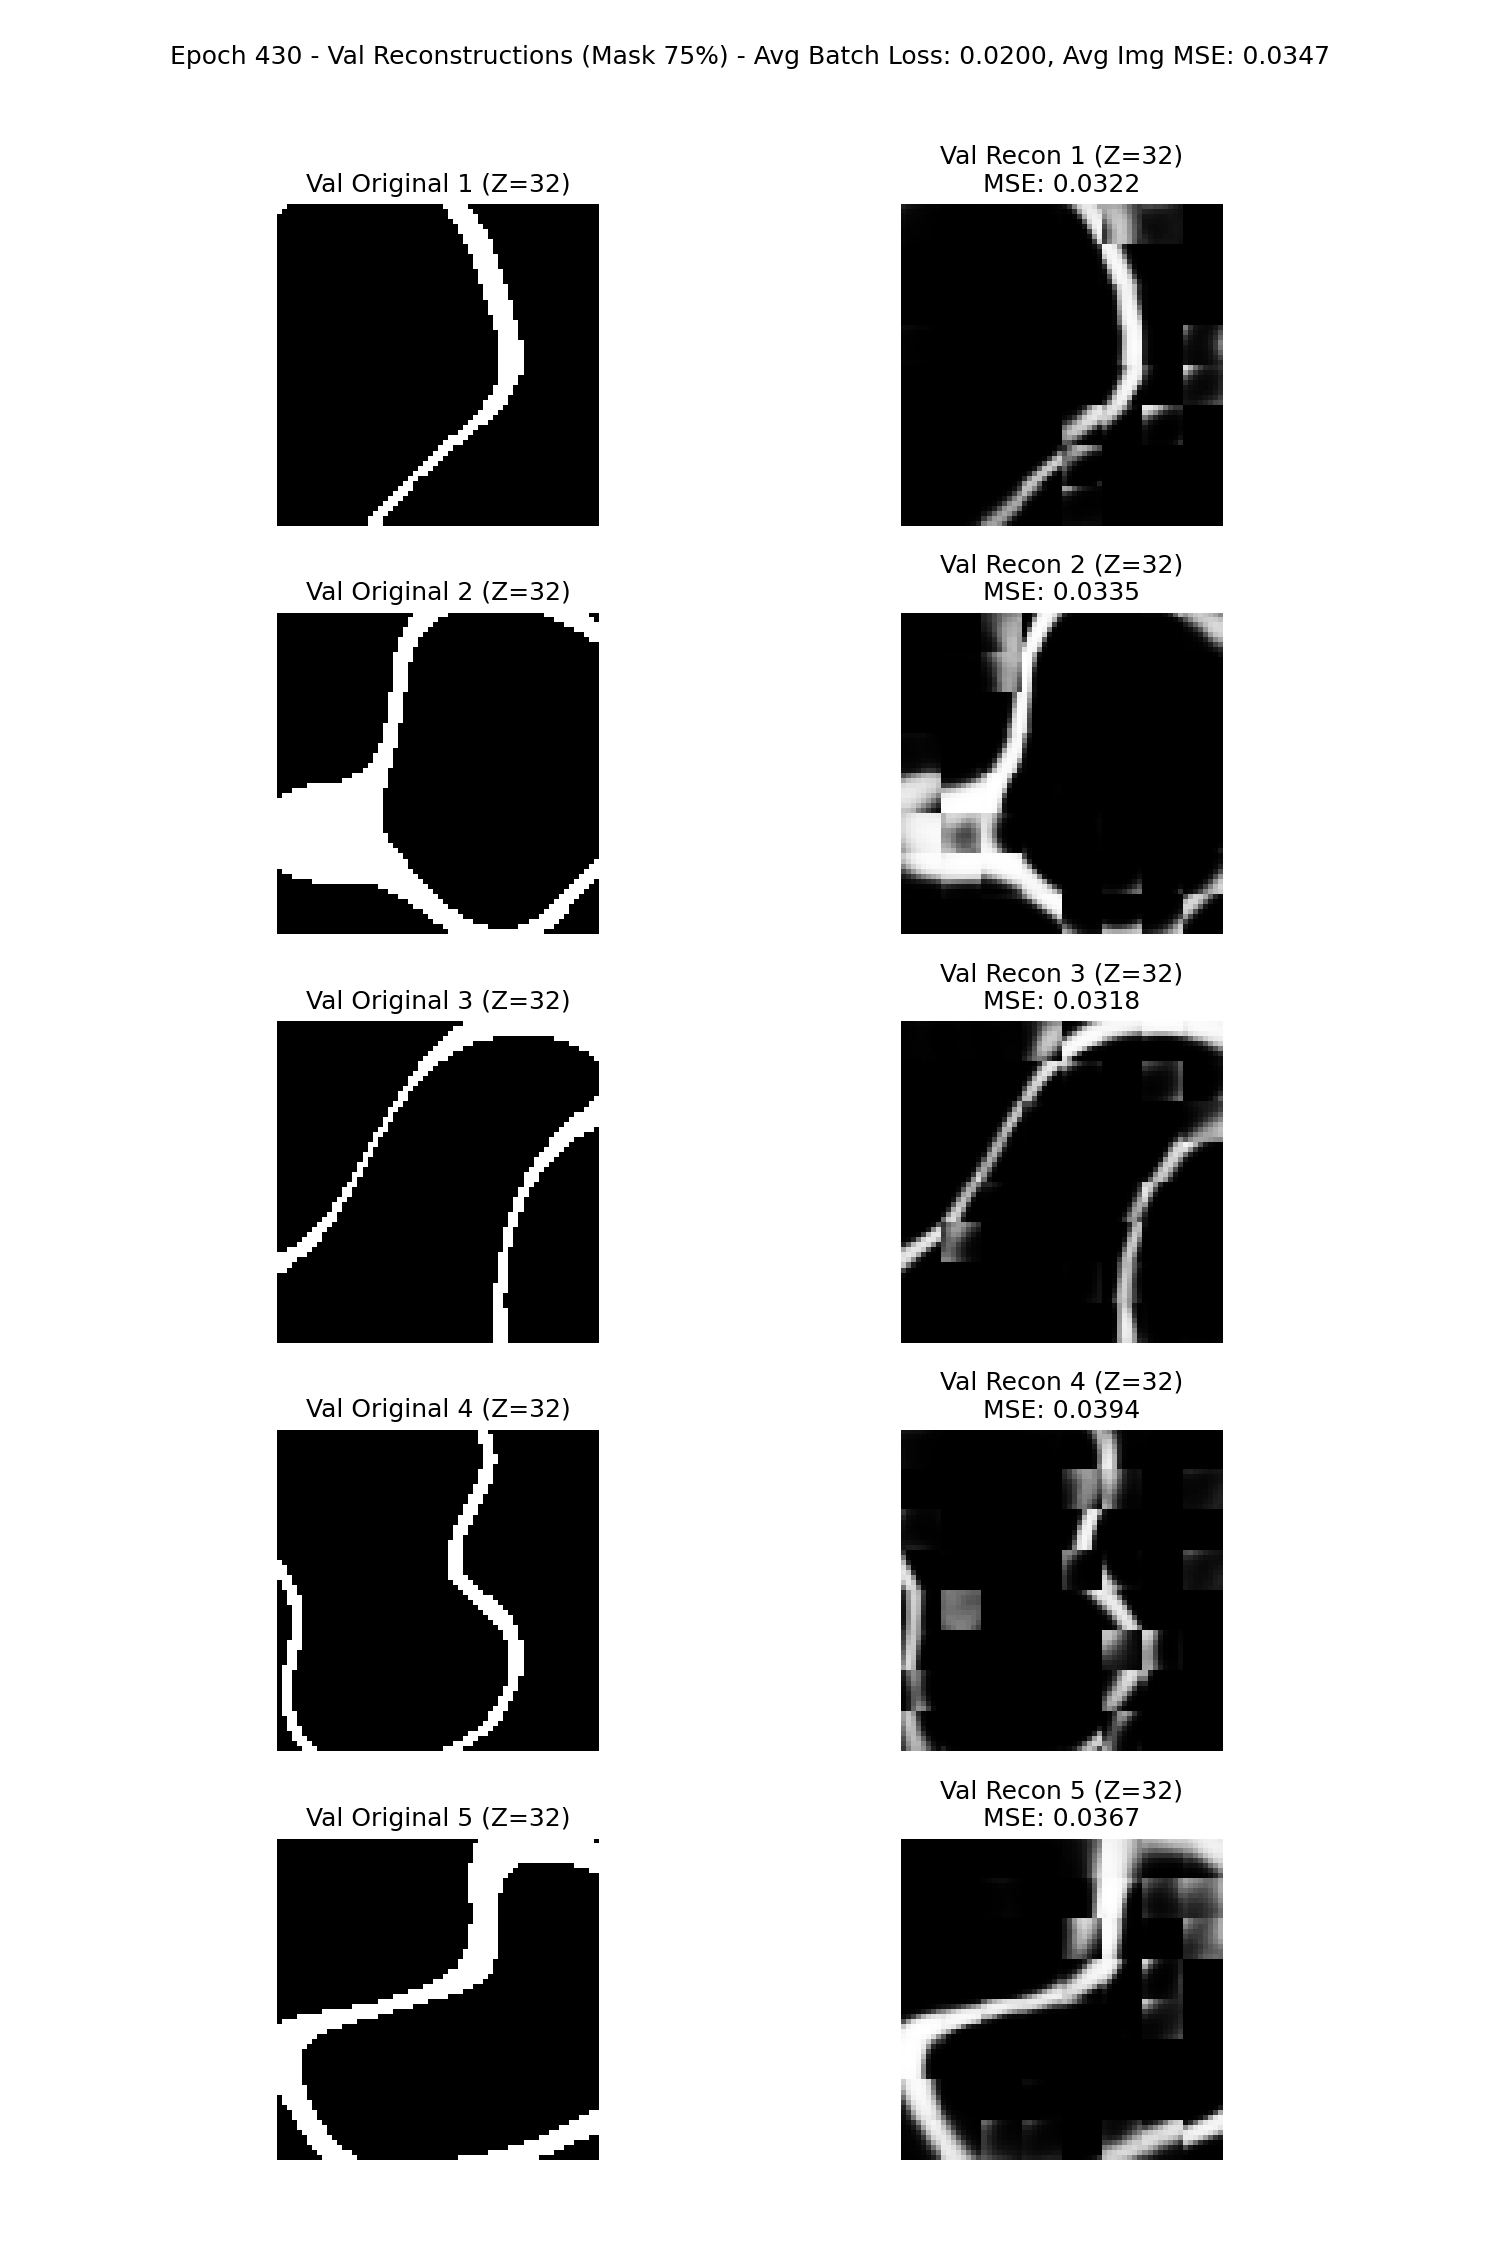 Epoch 430 - Val Reconstructions (Mask 75%) - Avg Batch Loss: 0.0200, Avg Img MSE: 0.0347
Val Original 1 (Z=32)
Val Recon 1 (Z=32)
MSE: 0.0322
Val Original 2 (Z=32)
Val Recon 2 (Z=32)
MSE: 0.0335
Val Original 3 (Z=32)
Val Recon 3 (Z=32)
MSE: 0.0318
Val Original 4 (Z=32)
Val Recon 4 (Z=32)
MSE: 0.0394
Val Original 5 (Z=32)
Val Recon 5 (Z=32)
MSE: 0.0367